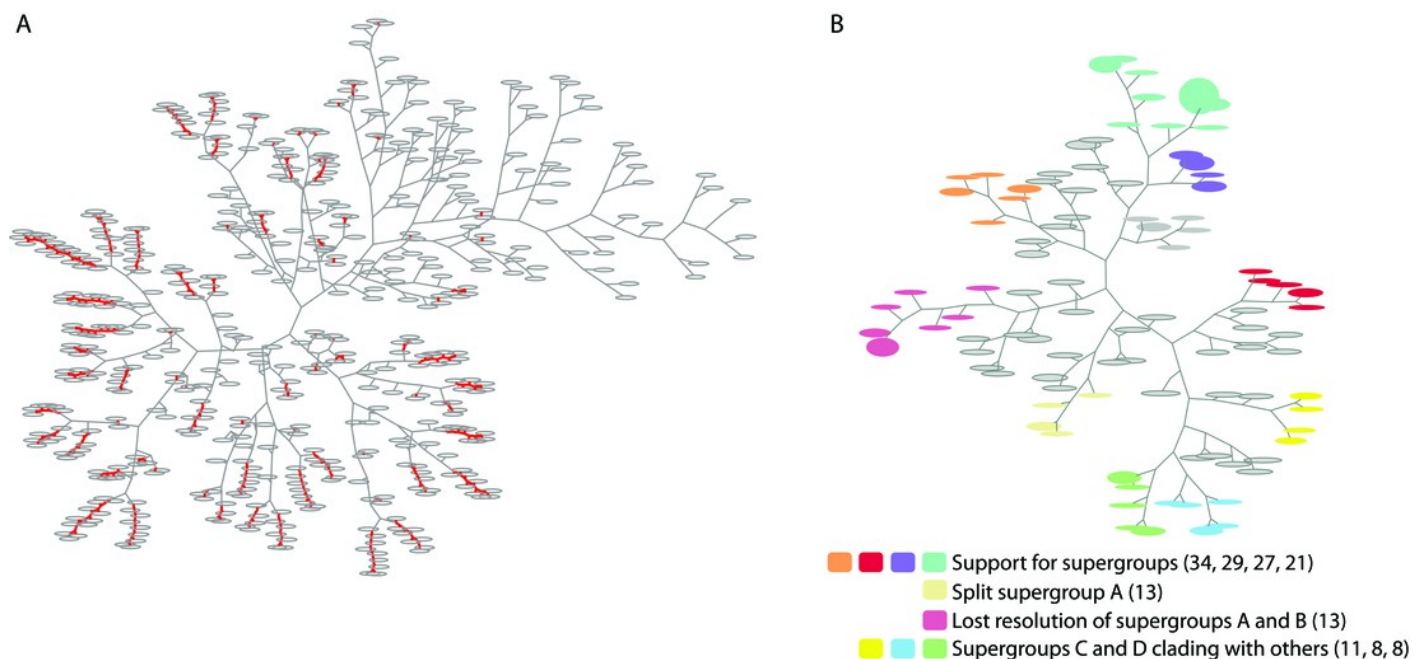 A
B
Support for supergroups (34, 29, 27, 21)
Split supergroup A (13)
Lost resolution of supergroups A and B (13)
Supergroups C and D clading with others (11, 8, 8)